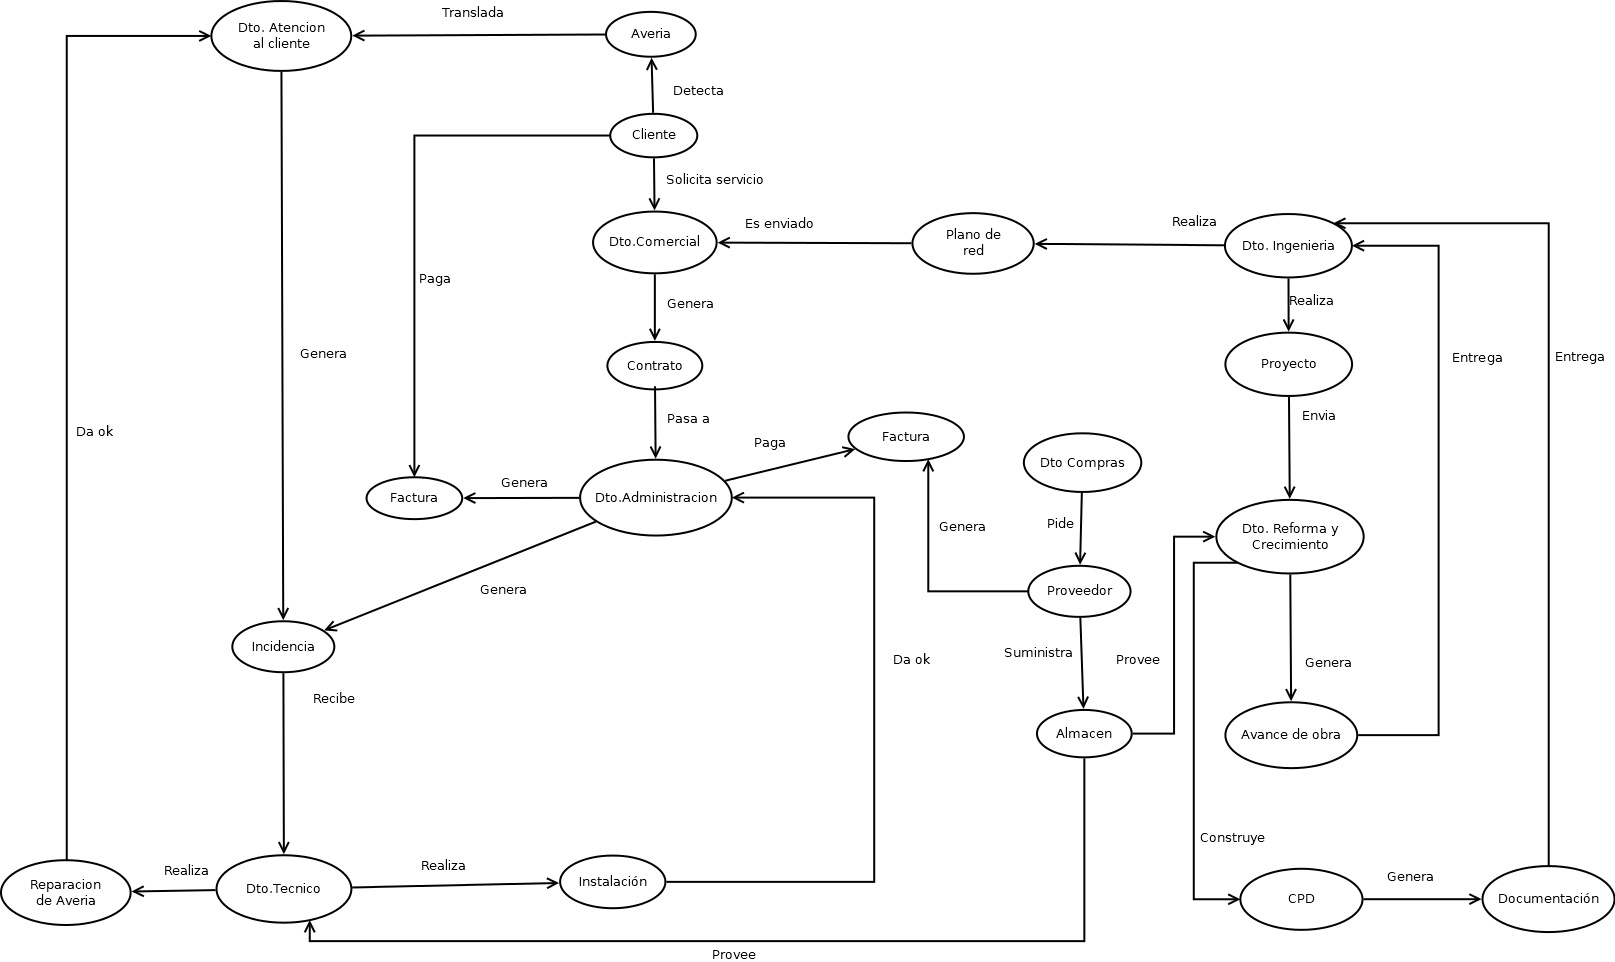 Translada
Dto. Atencion
al cliente
Averia
Detecta
Cliente
Solicita servicio
Dto.Comercial
Es enviado
Plano de
red
Realiza
Dto. Ingenieria
Paga
Genera
Realiza
Genera
Contrato
Proyecto
Entrega
Entrega
Da ok
Pasa a
Envia
Paga
Factura
Dto Compras
Genera
Factura
Dto.Administracion
Genera
Pide
Dto. Reforma y
Crecimiento
Genera
Proveedor
Incidencia
Da ok
Suministra
Provee
Genera
Recibe
Almacen
Avance de obra
Construye
Realiza
Realiza
Genera
Reparacion
de Averia
Dto.Tecnico
Instalación
CPD
Documentación
Provee